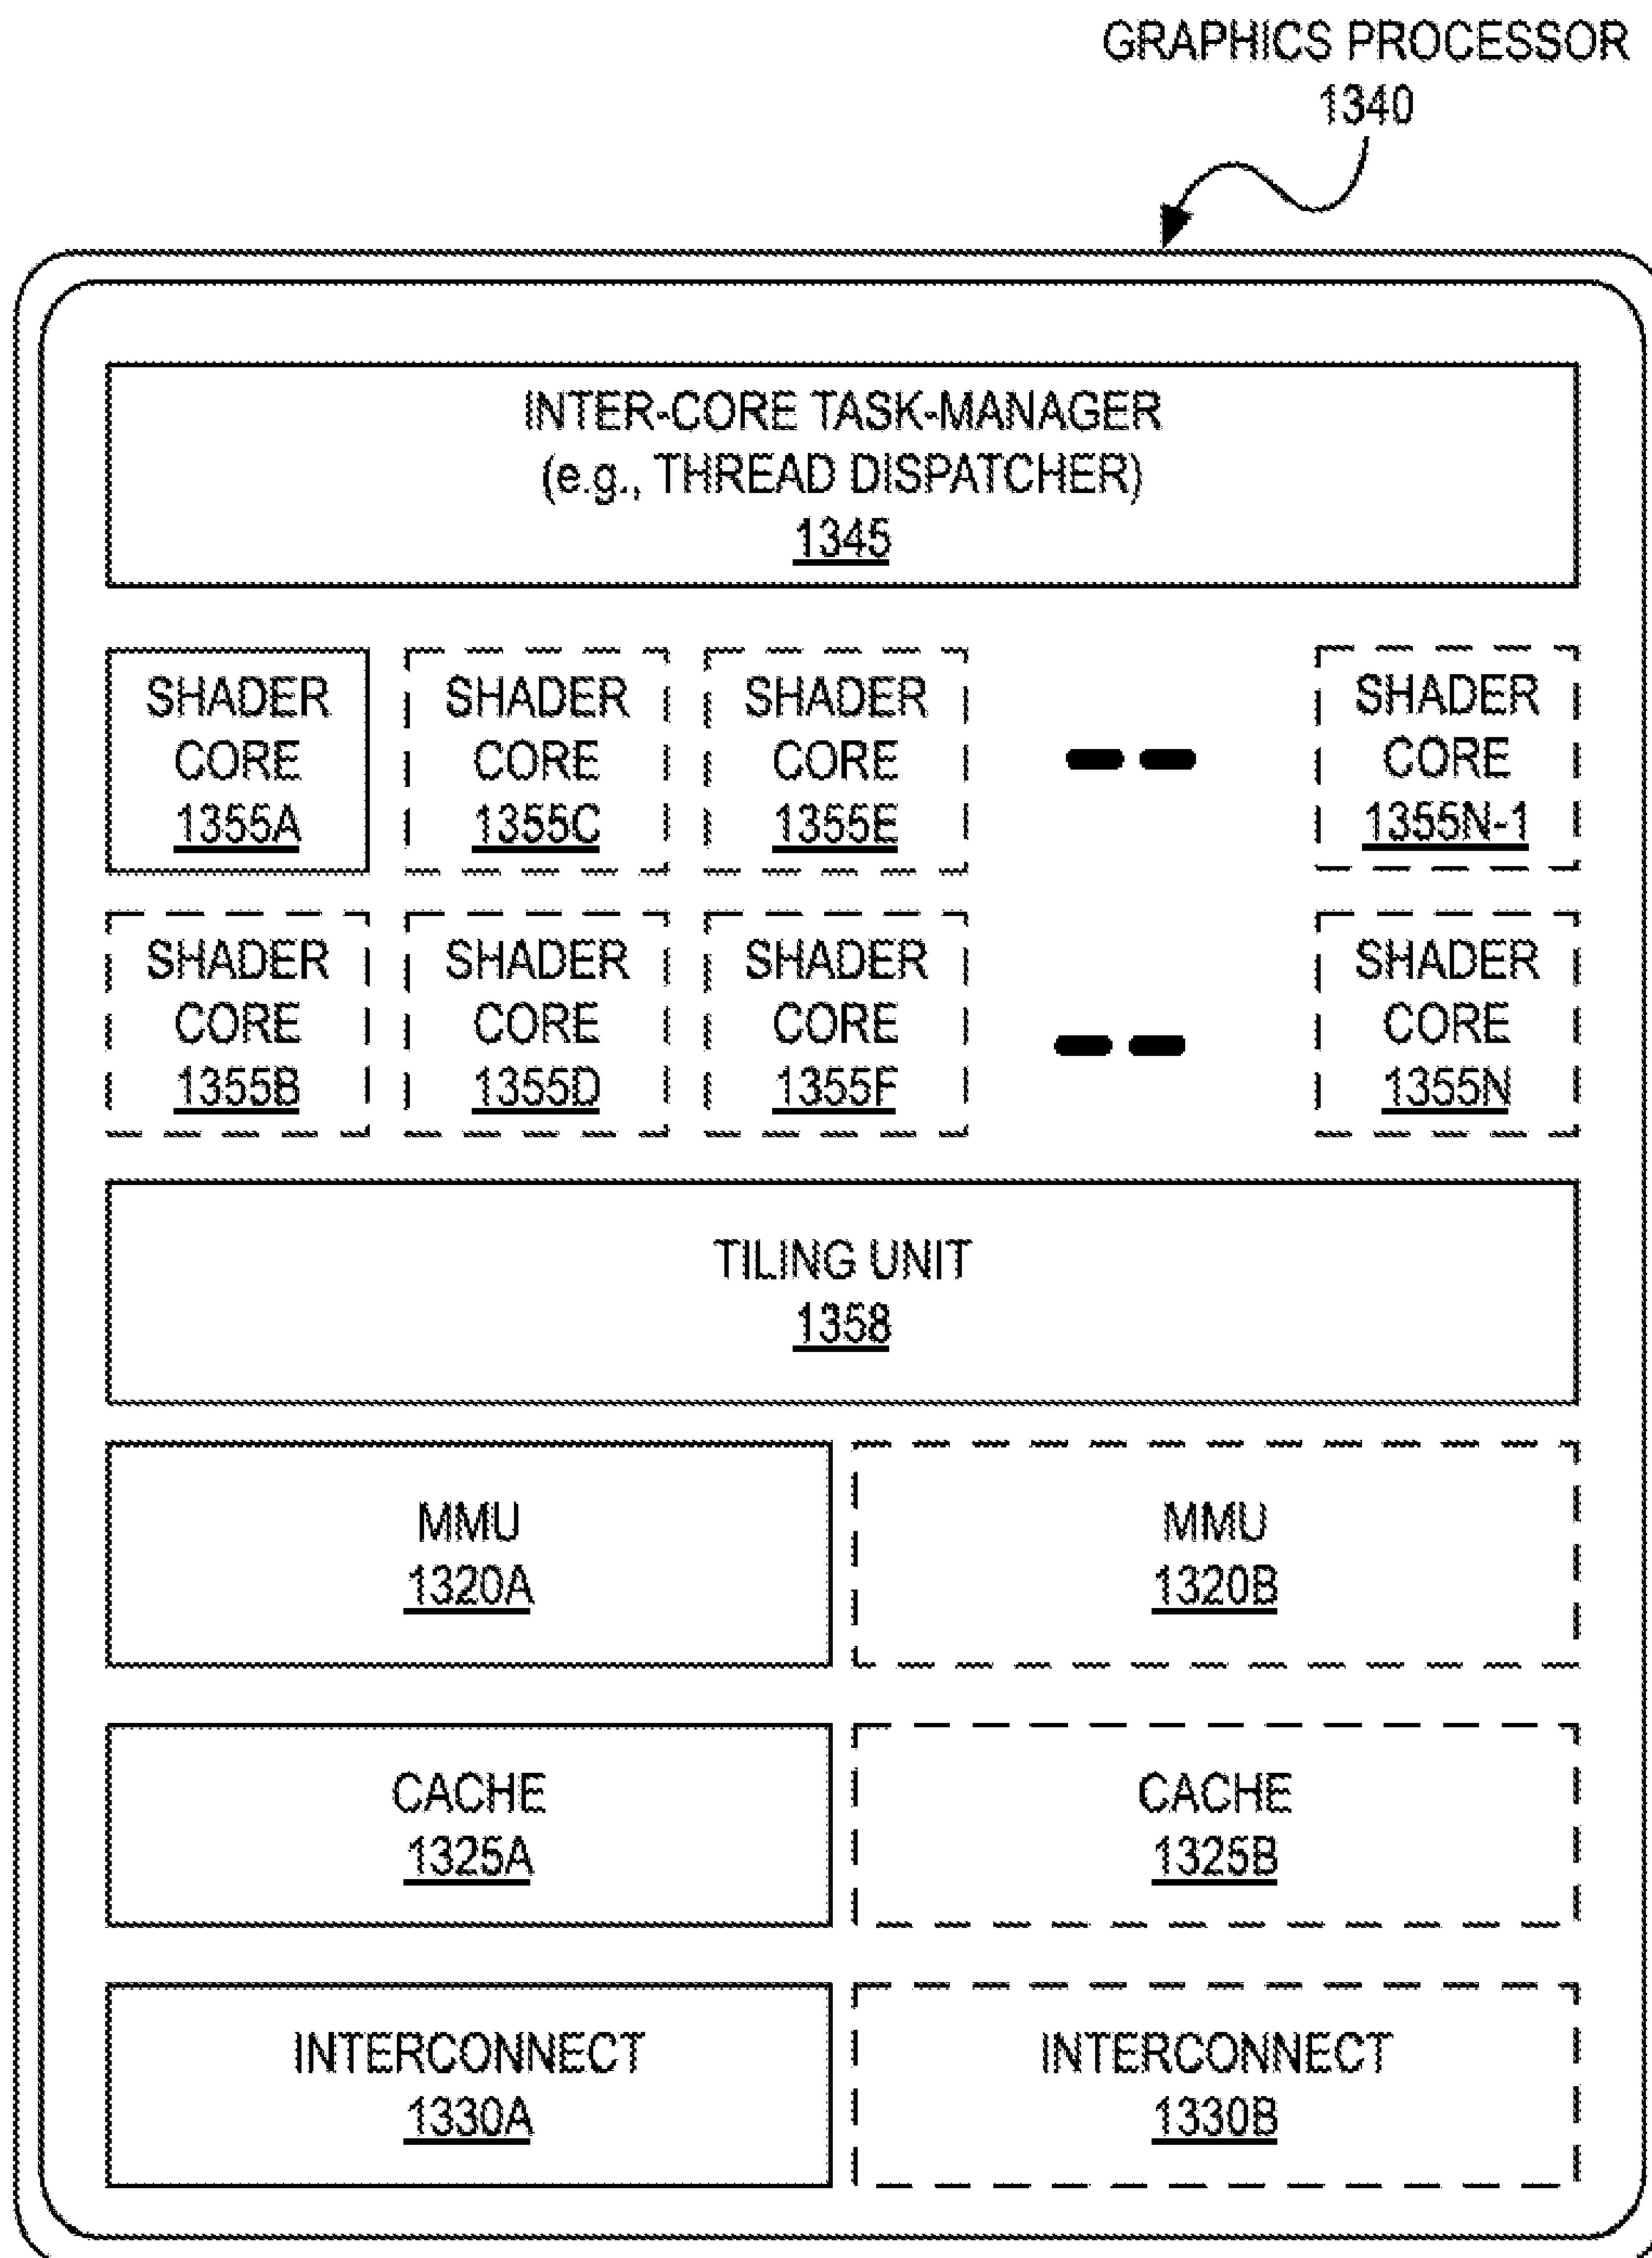 GRAPHICS PROCESSOR
1340
INTER-CORE TASK-MANAGER
(e.g., THREAD DISPATCHER)
1345
SHADER
CORE
1355A
SHADER
CORE
1355C
SHADER
CORE
1355E
SHADER
CORE
1355N-1
SHADER
CORE
1355B
SHADER
CORE
1355D
SHADER
CORE
1355F
SHADER
CORE
1355N
TILING UNIT
1358
MMU
1320A
MMU
1320B
CACHE
1325A
CACHE
1325B
INTERCONNECT
1330A
INTERCONNECT
1330B